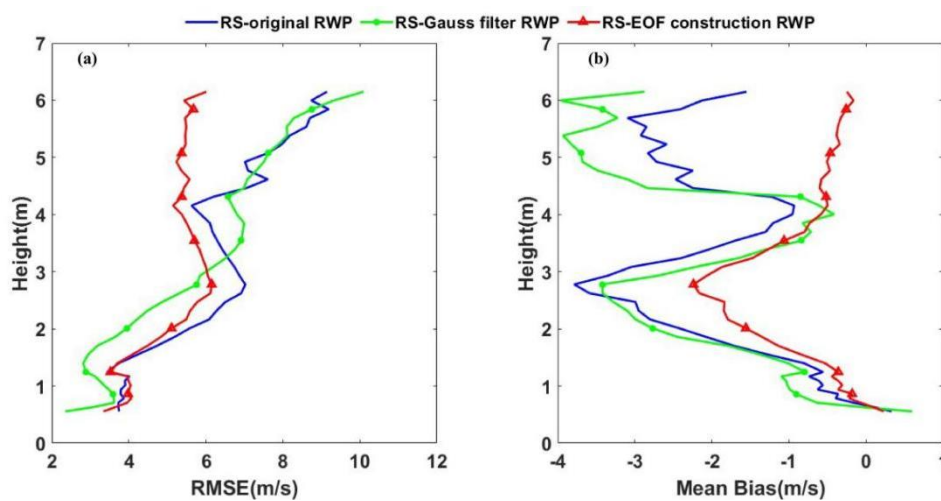 RS-original RWP RS-Gauss filter RWP RS-EOF construction RWP
(a)
7
6
5
4
3
2
1
0
Height(m)
2 4 6 8 10 12
RMSE(m/s)
(b)
7
6
5
4
3
2
1
0
Height(m)
-4 -3 -2 -1 0 1
Mean Bias(m/s)